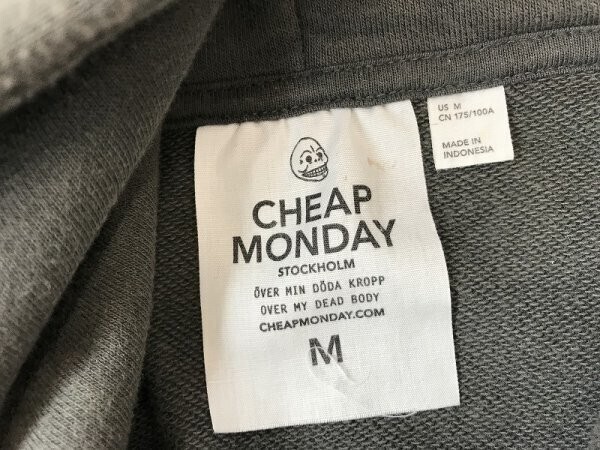 CHEAP
MONDAY
STOCKHOLM
ÖVER MIN DÖDA KROPP
OVER MY DEAD BODY
CHEAPMONDAY.COM
M
US M
CN 175/100A
MADE IN
INDONESIA